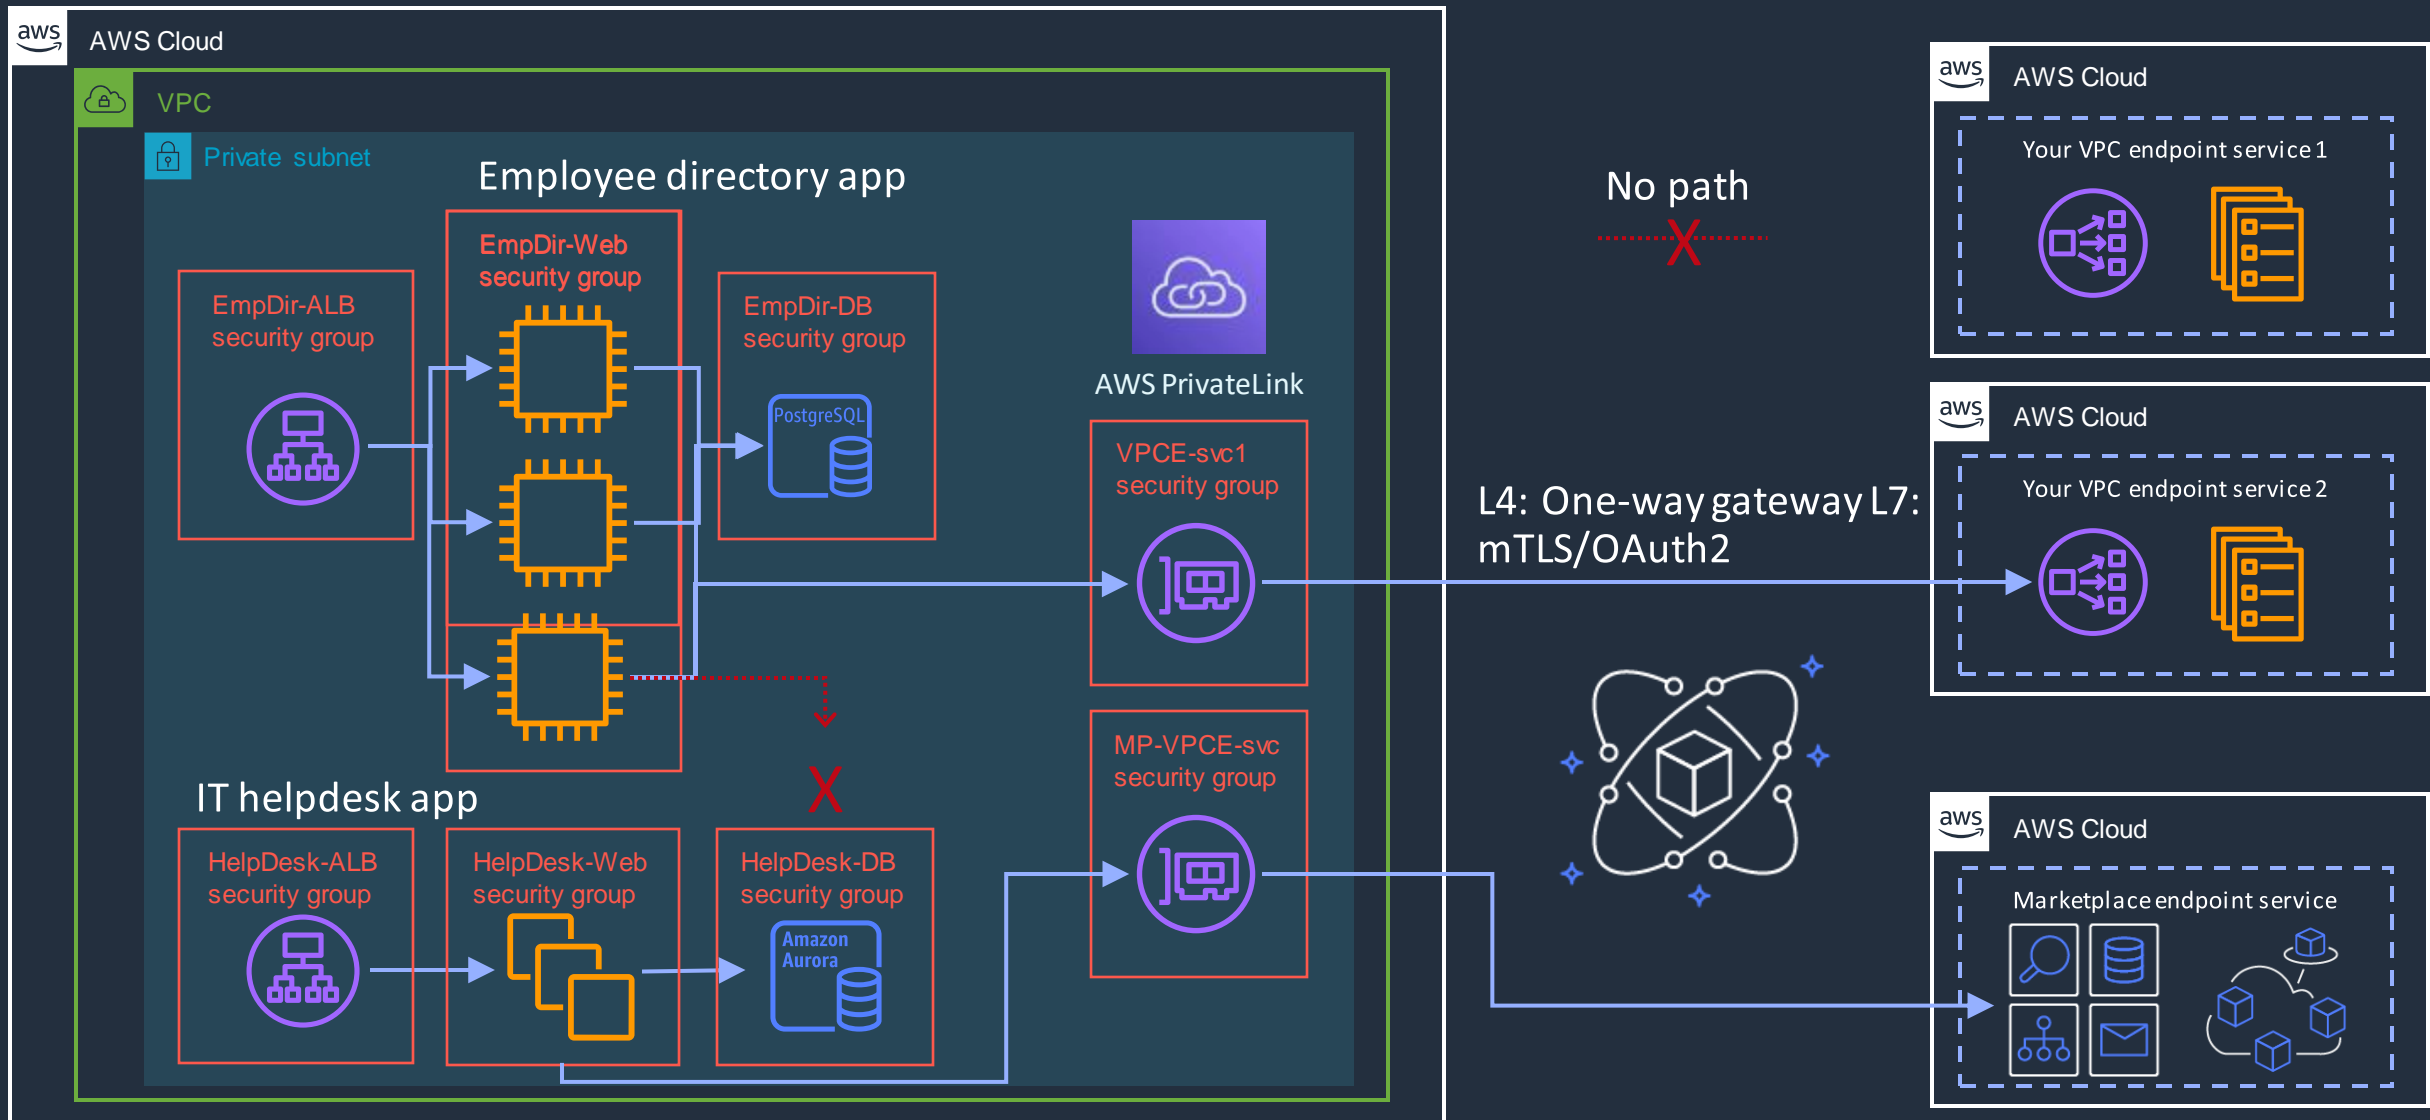 aws
AWS Cloud
VPC
Private subnet
Employee directory app
EmpDir-ALB
security group
EmpDir-Web
security group
EmpDir-DB
security group
PostgreSQL
AWS PrivateLink
VPCE-svc1
security group
MP-VPCE-svc
security group
IT helpdesk app
X
HelpDesk-ALB
security group
HelpDesk-Web
security group
HelpDesk-DB
security group
Amazon
Aurora
No path
X
L4: One-way gateway L7:
mTLS/OAuth2
aws
AWS Cloud
Your VPC endpoint service 1
aws
AWS Cloud
Your VPC endpoint service 2
aws
AWS Cloud
Marketplace endpoint service